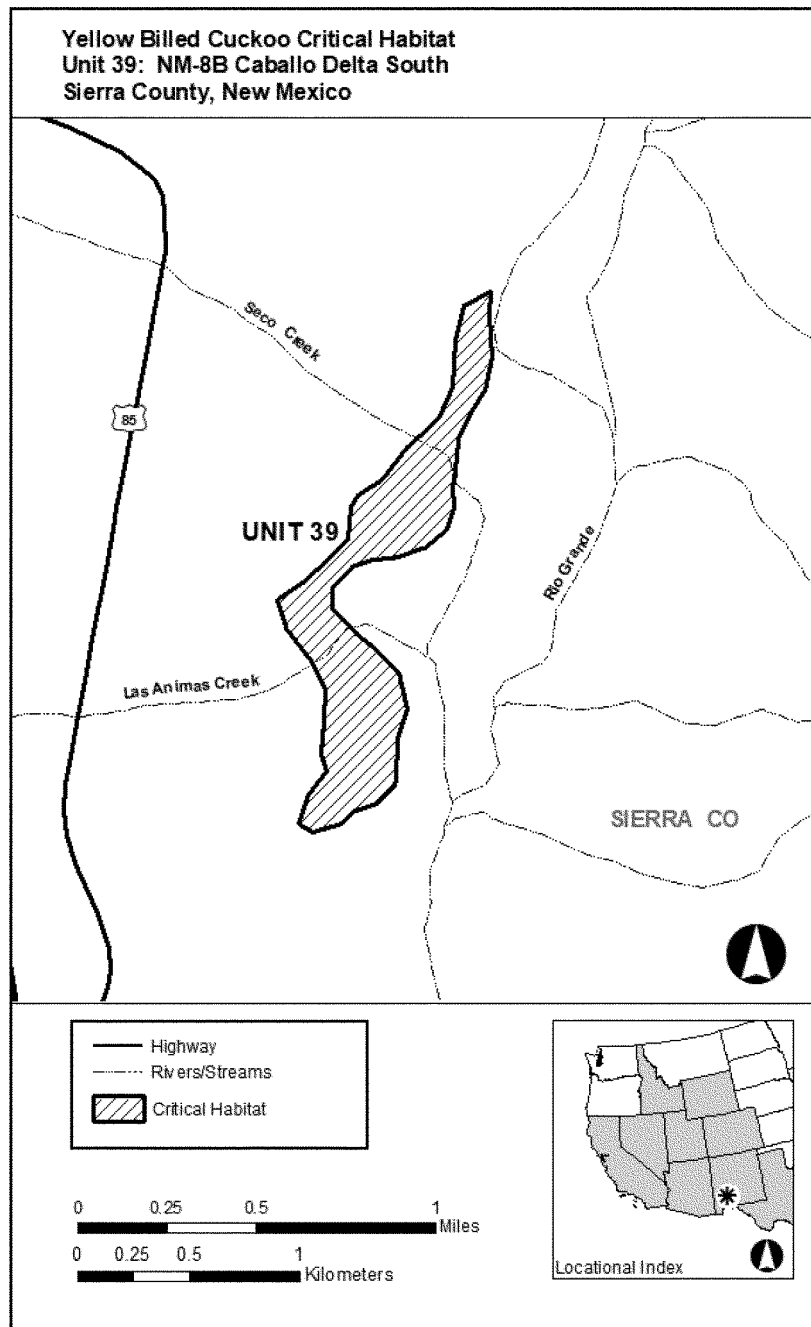 Yellow Billed Cuckoo Critical Habitat
Unit 39: NM-8B Caballo Delta South
Sierra County, New Mexico
Seco Creek
85
UNIT 39
Rio Grande
Las Animas Creek
SIERRA CO
Highway
Rivers/Streams
Critical Habitat
0 0.25 0.5 1
Miles
0 0.25 0.5 1
Kilometers
Locational Index